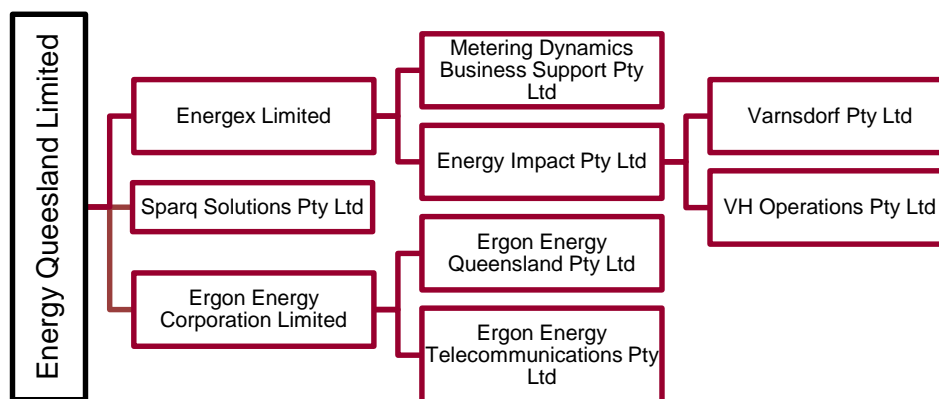 Energy Queesland Limited
Energex Limited
Metering Dynamics
Business Support Pty
Ltd
Energy Impact Pty Ltd
Varnsdorf Pty Ltd
VH Operations Pty Ltd
Sparq Solutions Pty Ltd
Ergon Energy
Corporation Limited
Ergon Energy
Queensland Pty Ltd
Ergon Energy
Telecommunications Pty
Ltd